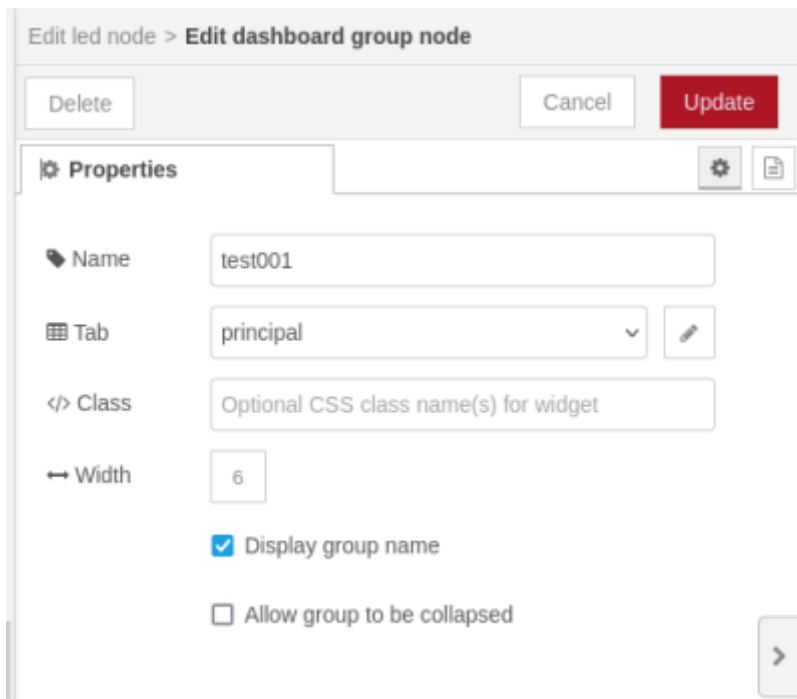 Edit led node > Edit dashboard group node
Delete
Cancel
Update
Properties
Name
test001
Tab
principal
</> Class
Optional CSS class name(s) for widget
Width
6
Display group name
Allow group to be collapsed